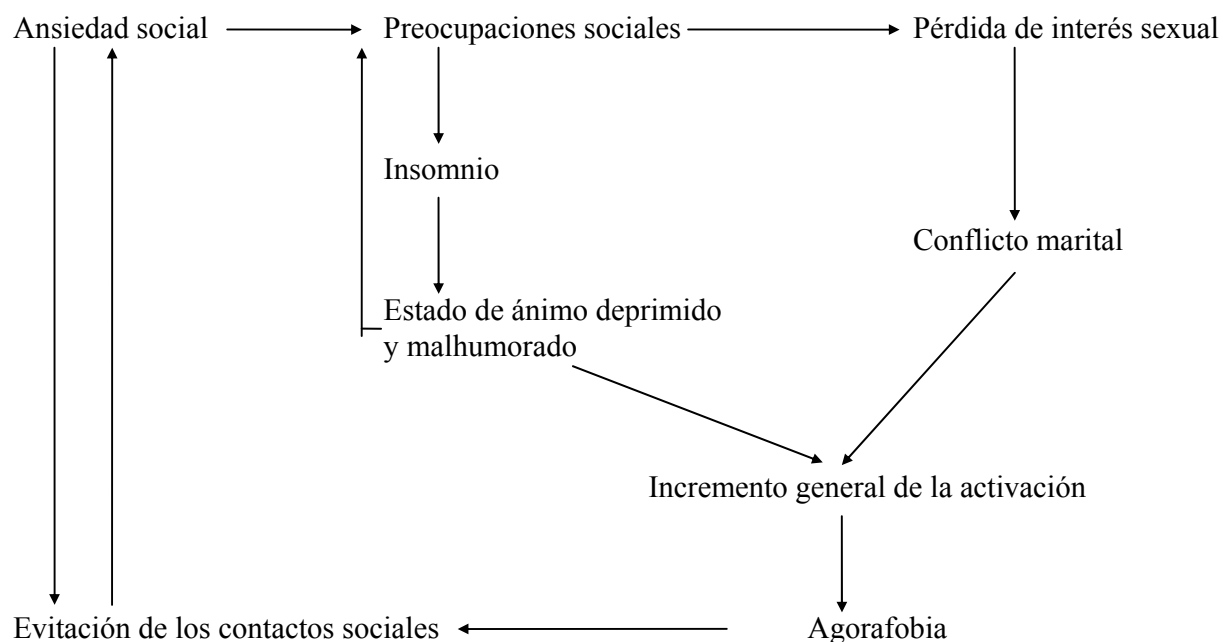 Ansiedad social
Preocupaciones sociales
Pérdida de interés sexual
Insomnio
Conflicto marital
Estado de ánimo deprimido
y malhumorado
Incremento general de la activación
Evitación de los contactos sociales
Agorafobia